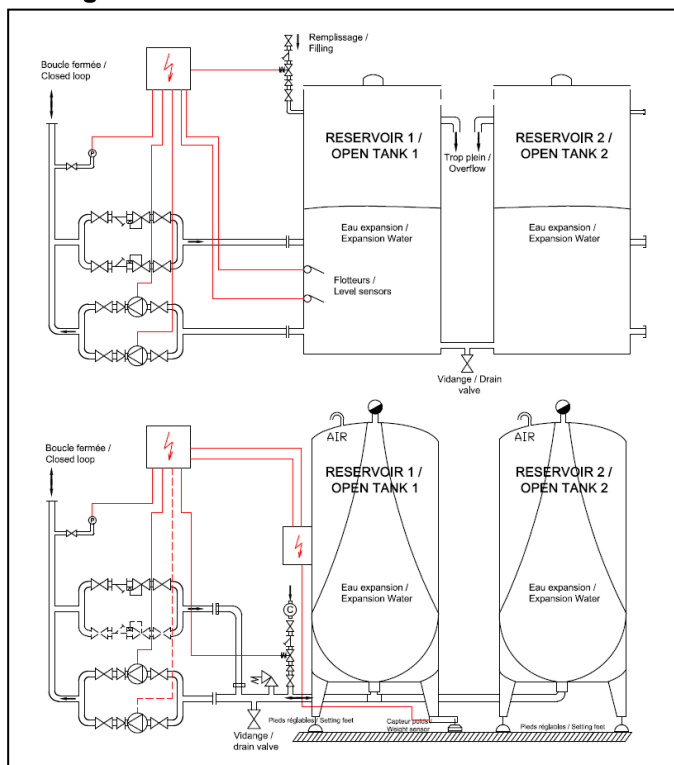 Remplissage /
Filling
Boucle fermée /
Closed loop
P
RESERVOIR 1 /
OPEN TANK 1
RESERVOIR 2 /
OPEN TANK 2
Trop plein /
Overflow
Eau expansion /
Expansion Water
Eau expansion /
Expansion Water
Flotteurs /
Level sensors
Vidange / Drain
valve
Boucle fermée /
Closed loop
AIR
AIR
RESERVOIR 1 /
OPEN TANK 1
RESERVOIR 2 /
OPEN TANK 2
P
Eau expansion /
Expansion Water
Eau expansion /
Expansion Water
C
Pieds réglables / Setting feet
Vidange /
drain valve
Capteur poids /
Weight sensor
Pieds réglables / Setting feet